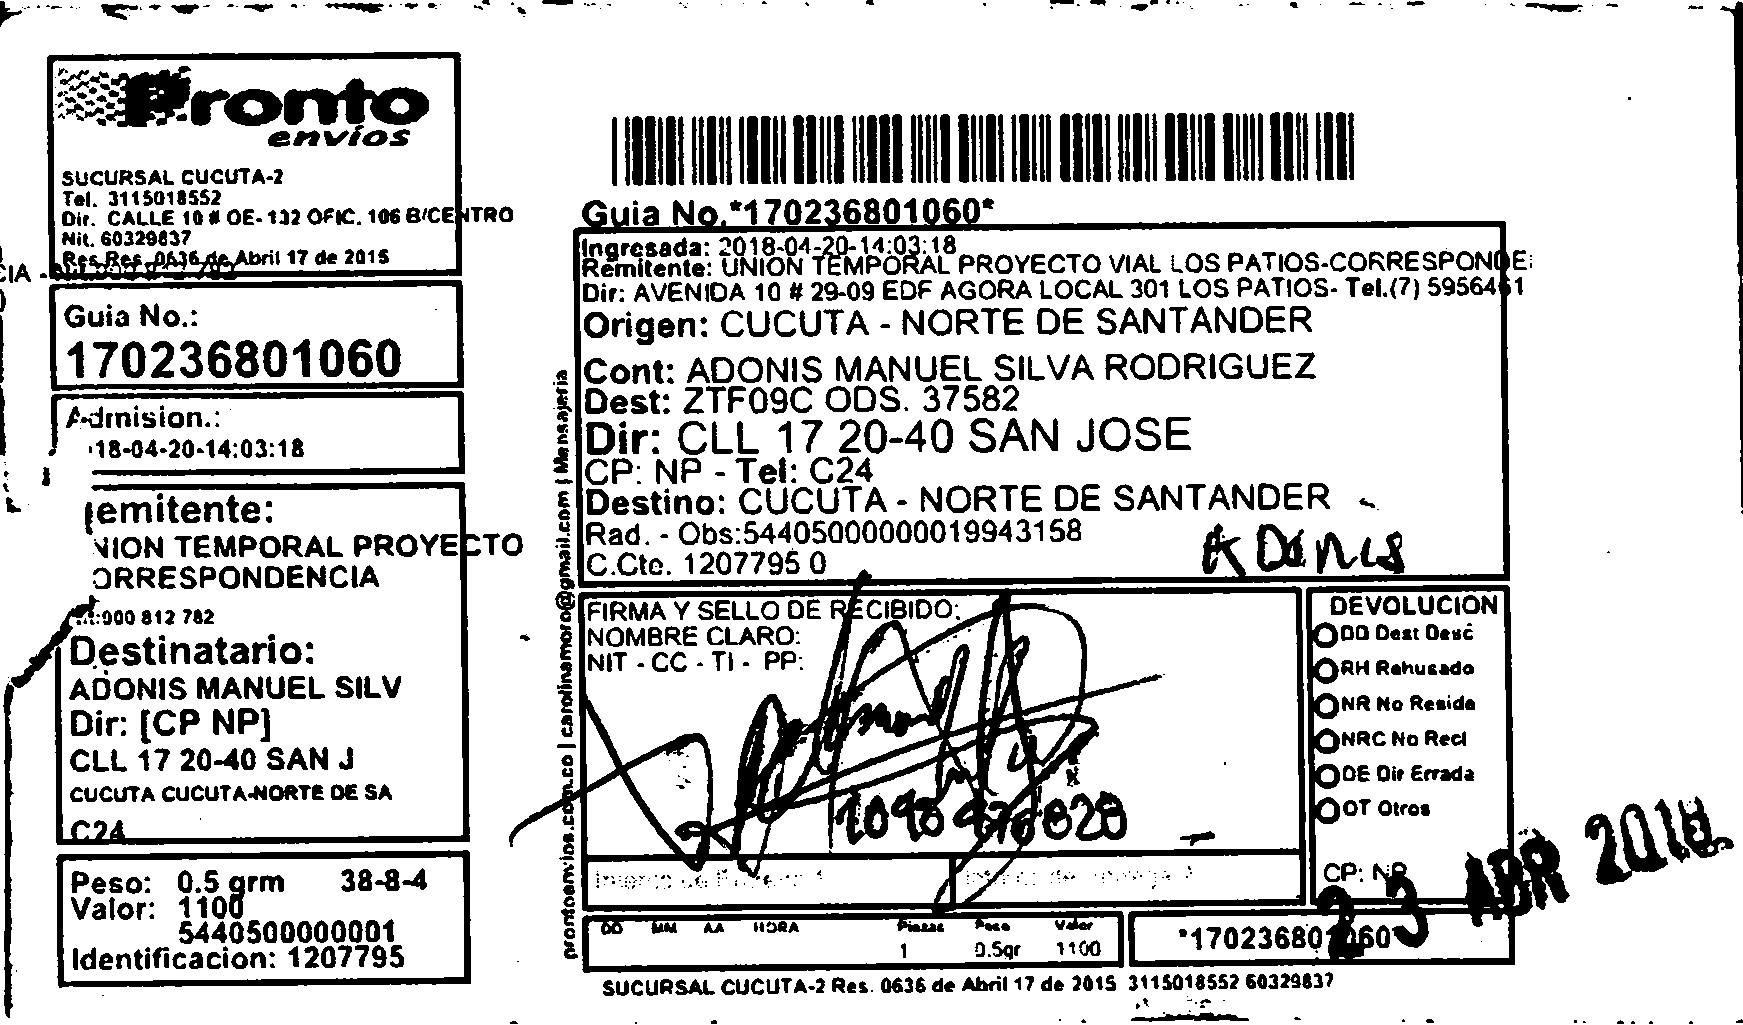 Pronto
envíos
SUCURSAL CUCUTA-2
Tel. 3115018552
Dir. CALLE 10 # OE-132 OFIC. 106 B/CENTRO
Nit. 60329837
Res.Res. 0636 de Abril 17 de 2015
CIA -
Guia No.:
170236801060
Admision.:
18-04-20-14:03:18
emitente:
NION TEMPORAL PROYECTO
ORRESPONDENCIA
:900 812 782
Destinatario:
ADONIS MANUEL SILV
Dir: [CP NP]
CLL 17 20-40 SAN J
CUCUTA CUCUTA-NORTE DE SA
C24
Peso: 0.5 grm 38-8-4
Valor: 1100
5440500000001
Identificacion: 1207795
prontoenvios.com.co | carolinamoro@gmail.com | Mensajeria
Guia No.*170236801060*
Ingresada: 2018-04-20-14:03:18
Remitente: UNION TEMPORAL PROYECTO VIAL LOS PATIOS-CORRESPONDE
Dir: AVENIDA 10 # 29-09 EDF AGORA LOCAL 301 LOS PATIOS- Tel.(7) 5956461
Origen: CUCUTA - NORTE DE SANTANDER
Cont: ADONIS MANUEL SILVA RODRIGUEZ
Dest: ZTF09C ODS. 37582
Dir: CLL 17 20-40 SAN JOSE
CP: NP - Tel: C24
Destino: CUCUTA - NORTE DE SANTANDER
Rad. - Obs:5440500000019943158
C.Cto. 1207795 0
Adonis
FIRMA Y SELLO DE RECIBIDO:
NOMBRE CLARO:
NIT - CC - TI - PP:
DEVOLUCION
DD Dest Desc
RH Rehusado
NR No Reside
NRC No Recl
DE Dir Errada
OT Otros
CP: NP
23 ABR 2018
DD MM AA HORA Piezas Peso Valor
1 0.5gr 1100
*170236801060*
SUCURSAL CUCUTA-2 Res. 0636 de Abril 17 de 2015 3115018552 60329837